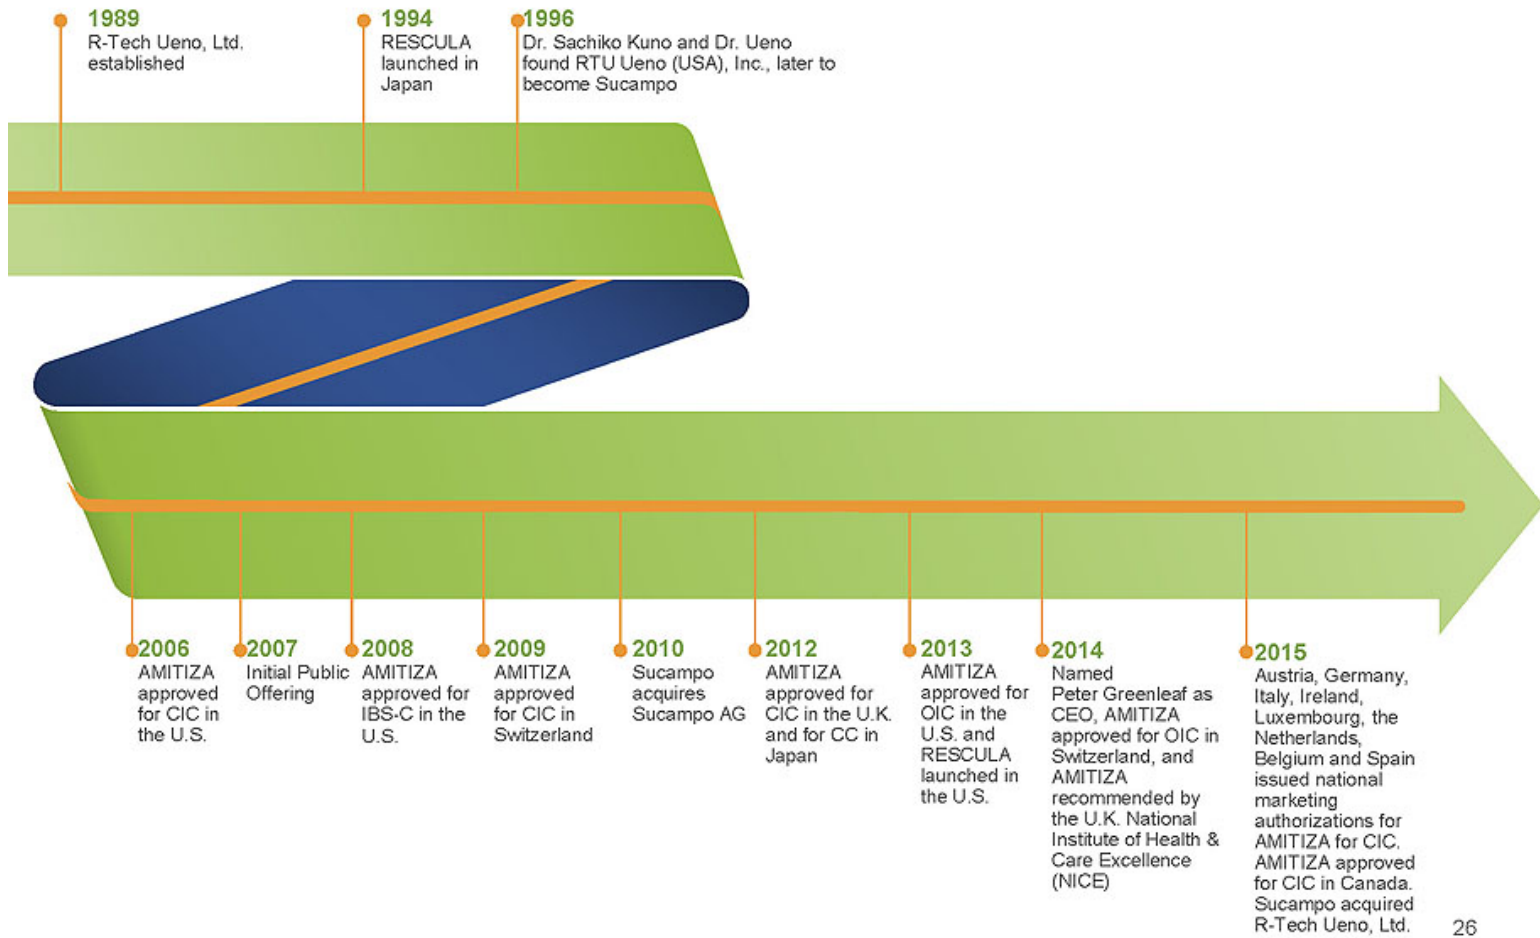 1989
R-Tech Ueno, Ltd.
established
1994
RESCULA
launched in
Japan
1996
Dr. Sachiko Kuno and Dr. Ueno
found RTU Ueno (USA), Inc., later to
become Sucampo
2006
AMITIZA
approved
for CIC in
the U.S.
2007
Initial Public
Offering
2008
AMITIZA
approved for
IBS-C in the
U.S.
2009
AMITIZA
approved
for CIC in
Switzerland
2010
Sucampo
acquires
Sucampo AG
2012
AMITIZA
approved for
CIC in the U.K.
and for CC in
Japan
2013
AMITIZA
approved for
OIC in the
U.S. and
RESCULA
launched in
the U.S.
2014
Named
Peter Greenleaf as
CEO, AMITIZA
approved for OIC in
Switzerland, and
AMITIZA
recommended by
the U.K. National
Institute of Health &
Care Excellence
(NICE)
2015
Austria, Germany,
Italy, Ireland,
Luxembourg, the
Netherlands,
Belgium and Spain
issued national
marketing
authorizations for
AMITIZA for CIC.
AMITIZA approved
for CIC in Canada.
Sucampo acquired
R-Tech Ueno, Ltd.
26